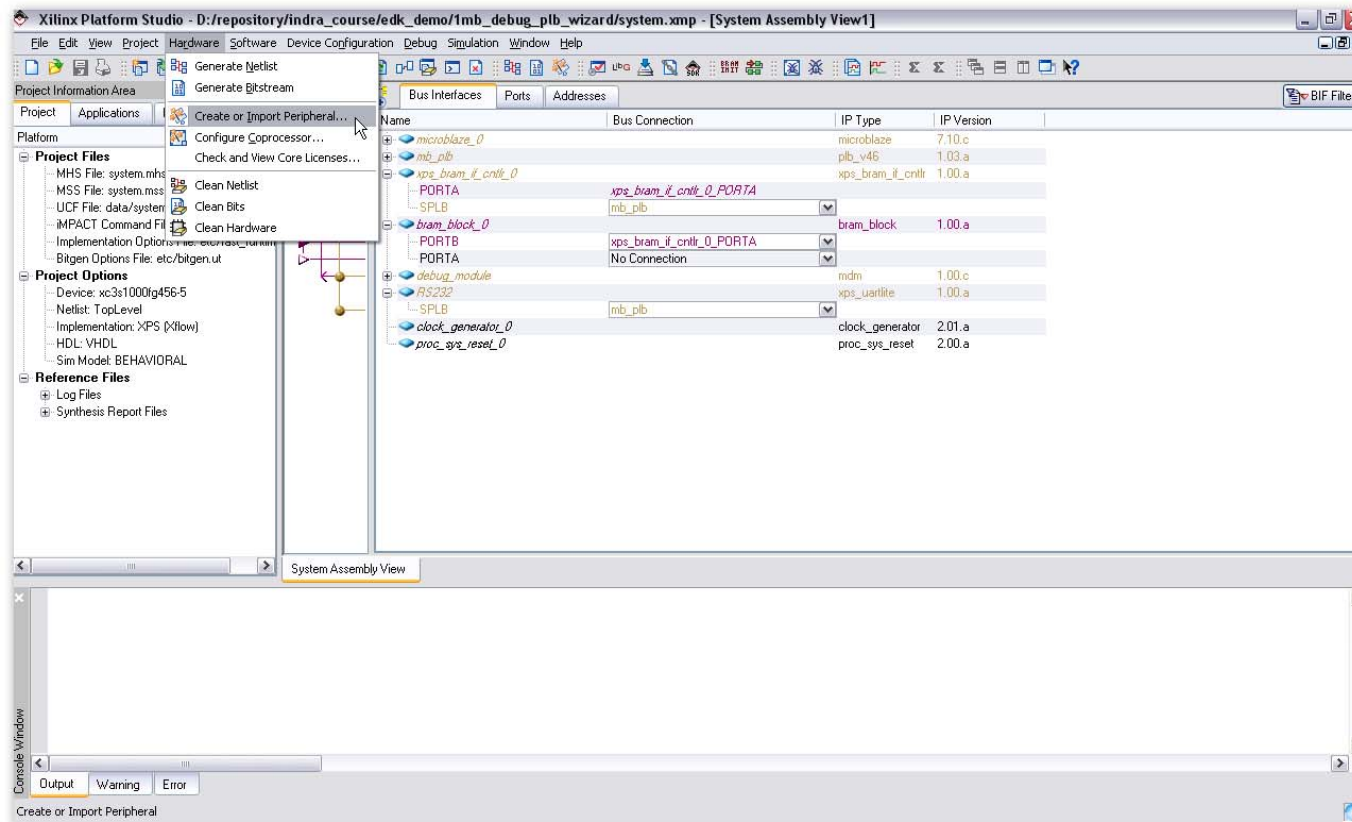 Xilinx Platform Studio - D:/repository/indra_course/edk_demo/1mb_debug_plb_wizard/system.xmp - [System Assembly View1]
File Edit View Project Hardware Software Device Configuration Debug Simulation Window Help
Generate Netlist
Generate Bitstream
Create or Import Peripheral...
Configure Coprocessor...
Check and View Core Licenses...
Clean Netlist
Clean Bits
Clean Hardware
Project Information Area
Project Applications
Platform
Project Files
MHS File: system.mhs
MSS File: system.mss
UCF File: data/system
iMPACT Command Fil
Implementation Options File: etc/fast_runtim
Bitgen Options File: etc/bitgen.ut
Project Options
Device: xc3s1000fg456-5
Netlist: TopLevel
Implementation: XPS (Xflow)
HDL: VHDL
Sim Model: BEHAVIORAL
Reference Files
Log Files
Synthesis Report Files
Bus Interfaces Ports Addresses
BIF Filte
Name Bus Connection IP Type IP Version
microblaze_0 microblaze 7.10.c
mb_plb plb_v46 1.03.a
xps_bram_if_cntlr_0 xps_bram_if_cntlr 1.00.a
PORTA xps_bram_if_cntlr_0_PORTA
SPLB mb_plb
bram_block_0 bram_block 1.00.a
PORTB xps_bram_if_cntlr_0_PORTA
PORTA No Connection
debug_module mdm 1.00.c
RS232 xps_uartlite 1.00.a
SPLB mb_plb
clock_generator_0 clock_generator 2.01.a
proc_sys_reset_0 proc_sys_reset 2.00.a
System Assembly View
Console Window
Output Warning Error
Create or Import Peripheral